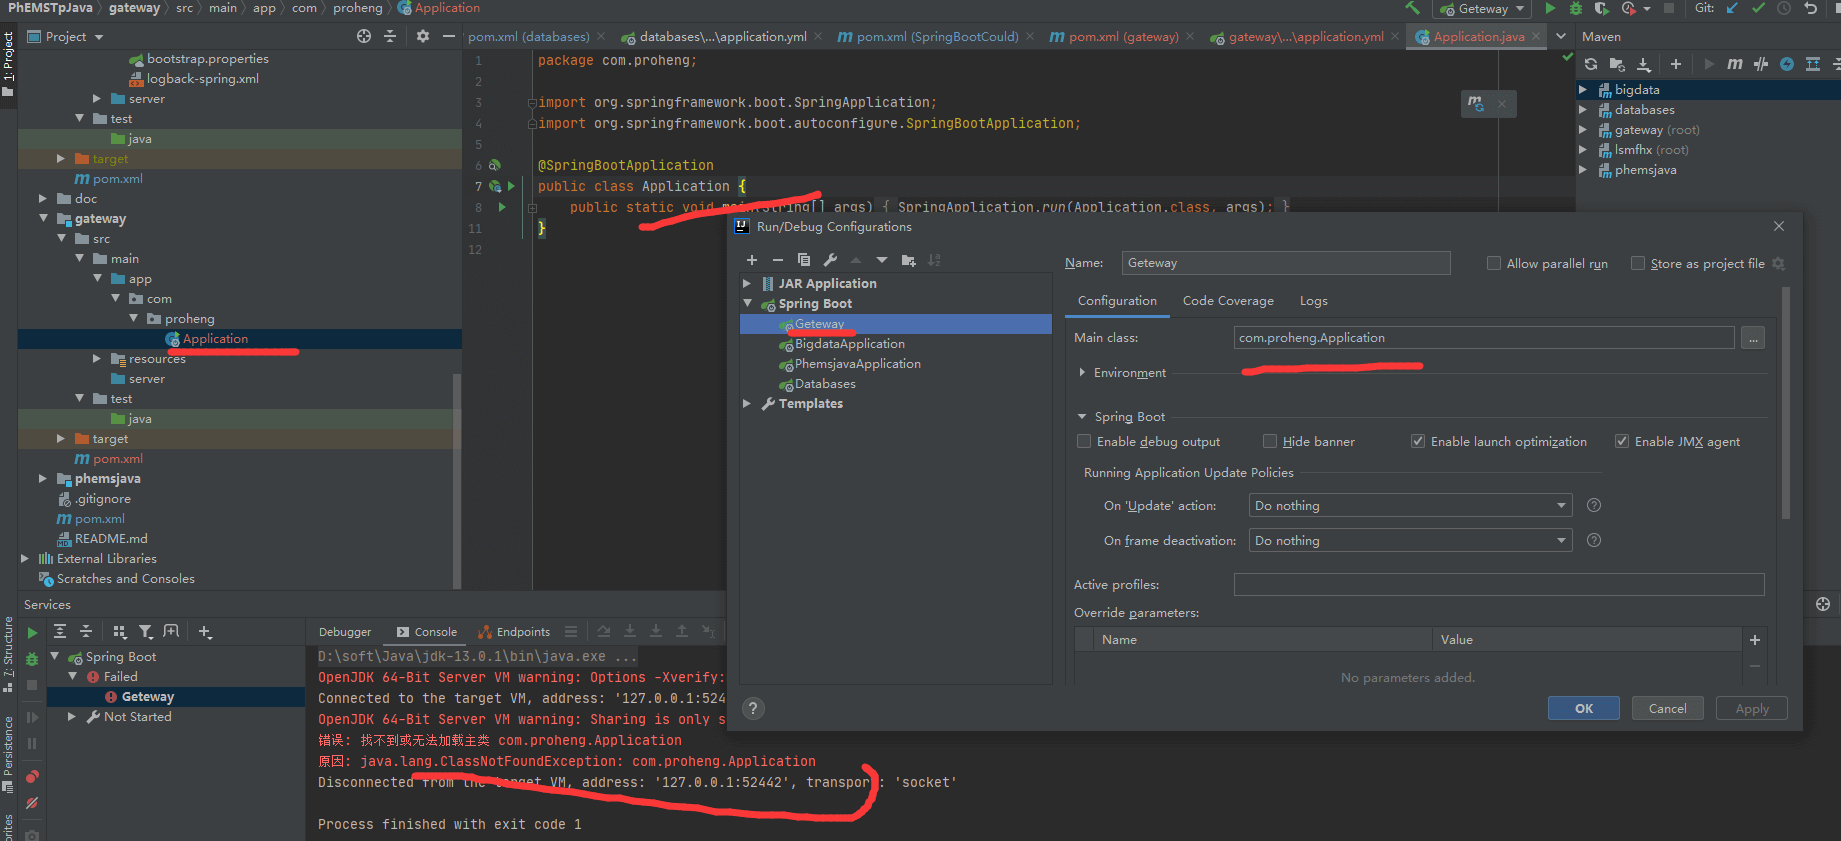 PhEMSTpJava gateway src main app com proheng Application
Geteway Git:
Project
pom.xml (databases) databases\...\application.yml pom.xml (SpringBootCould) pom.xml (gateway) gateway\...\application.yml Application.java
Maven
1: Project
bootstrap.properties
logback-spring.xml
server
test
java
target
pom.xml
doc
gateway
src
main
app
com
proheng
Application
resources
server
test
java
target
pom.xml
phemsjava
.gitignore
pom.xml
README.md
External Libraries
Scratches and Consoles
1 package com.proheng;
2
3 import org.springframework.boot.SpringApplication;
4 import org.springframework.boot.autoconfigure.SpringBootApplication;
5
6 @SpringBootApplication
7 public class Application {
8 public static void main(String[] args) { SpringApplication.run(Application.class, args); }
11 }
12
bigdata
databases
gateway (root)
lsmfhx (root)
phemsjava
Run/Debug Configurations
JAR Application
Spring Boot
Geteway
BigdataApplication
PhemsjavaApplication
Databases
Templates
Name: Geteway
Allow parallel run Store as project file
Configuration Code Coverage Logs
Main class: com.proheng.Application ...
Environment
Spring Boot
Enable debug output Hide banner Enable launch optimization Enable JMX agent
Running Application Update Policies
On 'Update' action: Do nothing
On frame deactivation: Do nothing
Active profiles:
Override parameters:
Name Value
No parameters added.
OK Cancel Apply
Services
Debugger Console Endpoints
Spring Boot
Failed
Geteway
Not Started
D:\soft\Java\jdk-13.0.1\bin\java.exe ...
OpenJDK 64-Bit Server VM warning: Options -Xverify:
Connected to the target VM, address: '127.0.0.1:524
OpenJDK 64-Bit Server VM warning: Sharing is only s
错误: 找不到或无法加载主类 com.proheng.Application
原因: java.lang.ClassNotFoundException: com.proheng.Application
Disconnected from the target VM, address: '127.0.0.1:52442', transport: 'socket'
Process finished with exit code 1
7: Structure
Persistence
orites